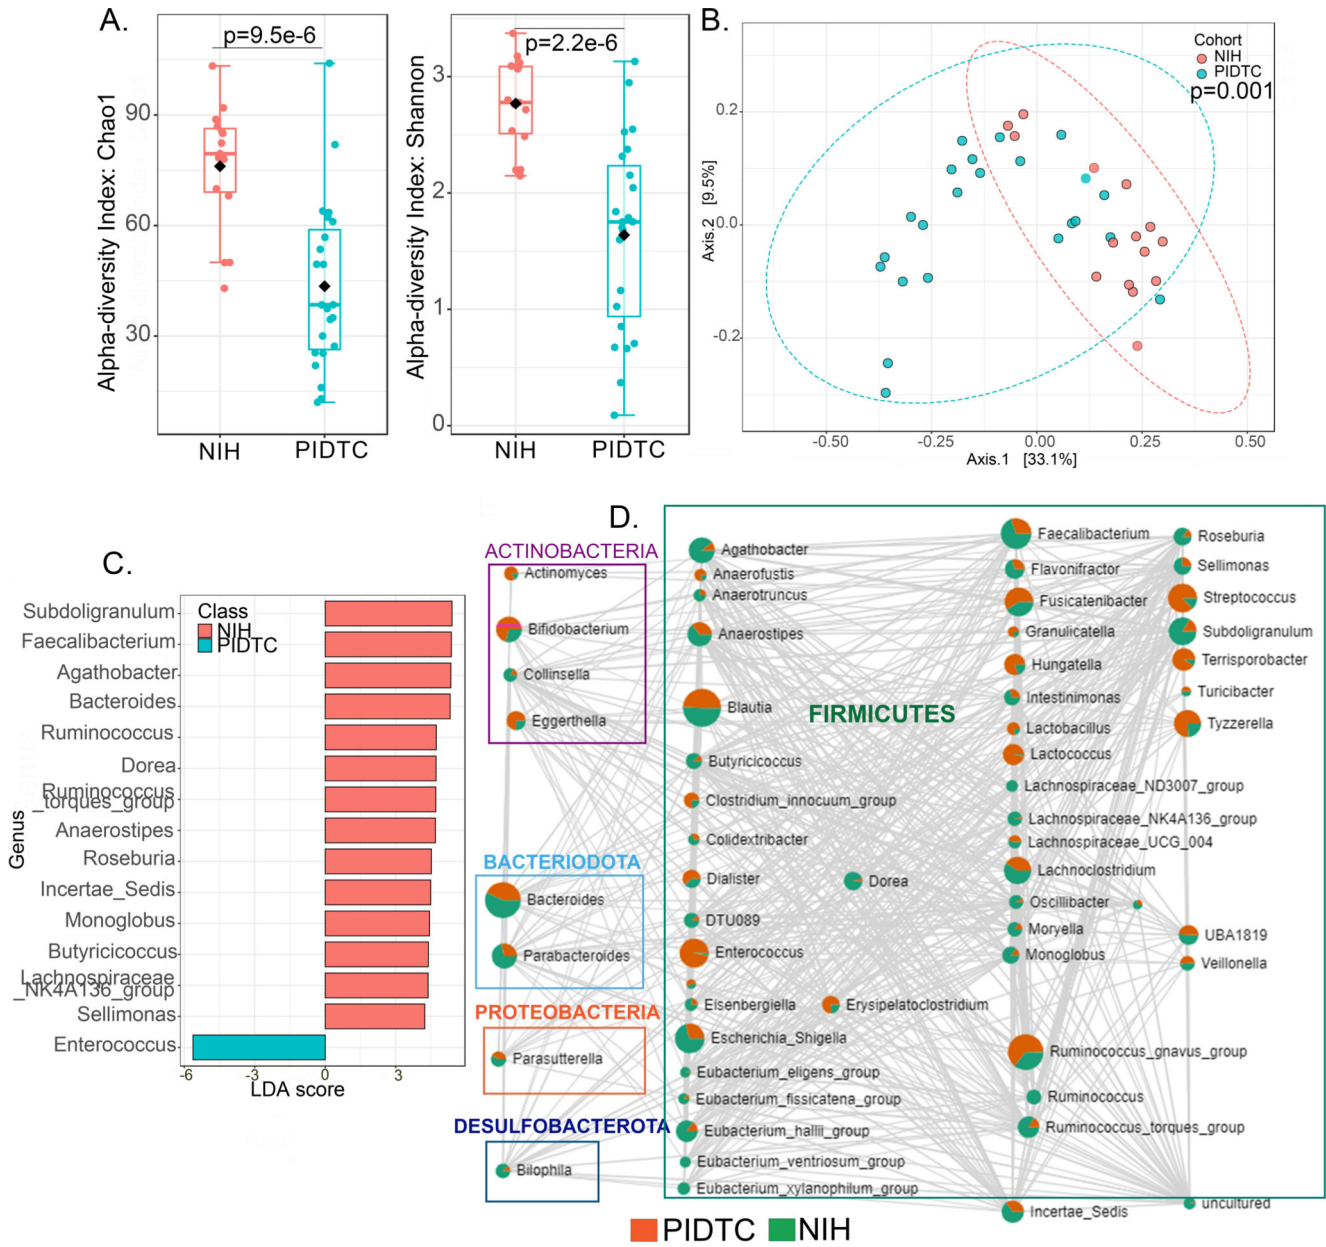 A.
p=9.5e-6
Alpha-diversity Index: Chao1
90
60
30
NIH
PIDTC
p=2.2e-6
Alpha-diversity Index: Shannon
3
2
1
0
NIH
PIDTC
B.
Cohort
NIH
PIDTC
p=0.001
Axis.2 [9.5%]
0.2
0.0
-0.2
-0.50
-0.25
0.00
0.25
0.50
Axis.1 [33.1%]
C.
Class
NIH
PIDTC
Genus
Subdoligranulum
Faecalibacterium
Agathobacter
Bacteroides
Ruminococcus
Dorea
Ruminococcus
_torques_group
Anaerostipes
Roseburia
Incertae_Sedis
Monoglobus
Butyricicoccus
Lachnospiraceae
_NK4A136_group
Sellimonas
Enterococcus
-6
-3
0
3
LDA score
D.
ACTINOBACTERIA
Actinomyces
Bifidobacterium
Collinsella
Eggerthella
BACTERIODOTA
Bacteroides
Parabacteroides
PROTEOBACTERIA
Parasutterella
DESULFOBACTEROTA
Bilophila
FIRMICUTES
Agathobacter
Anaerofustis
Anaerotruncus
Anaerostipes
Blautia
Butyricicoccus
Clostridium_innocuum_group
Colidextribacter
Dialister
Dorea
DTU089
Enterococcus
Eisenbergiella
Erysipelatoclostridium
Escherichia_Shigella
Eubacterium_eligens_group
Eubacterium_fissicatena_group
Eubacterium_hallii_group
Eubacterium_ventriosum_group
Eubacterium_xylanophilum_group
Faecalibacterium
Flavonifractor
Fusicatenibacter
Granulicatella
Hungatella
Intestinimonas
Lactobacillus
Lactococcus
Lachnospiraceae_ND3007_group
Lachnospiraceae_NK4A136_group
Lachnospiraceae_UCG_004
Lachnoclostridium
Oscillibacter
Moryella
Monoglobus
Ruminococcus_gnavus_group
Ruminococcus
Ruminococcus_torques_group
Incertae_Sedis
Roseburia
Sellimonas
Streptococcus
Subdoligranulum
Terrisporobacter
Turicibacter
Tyzzerella
UBA1819
Veillonella
uncultured
PIDTC
NIH